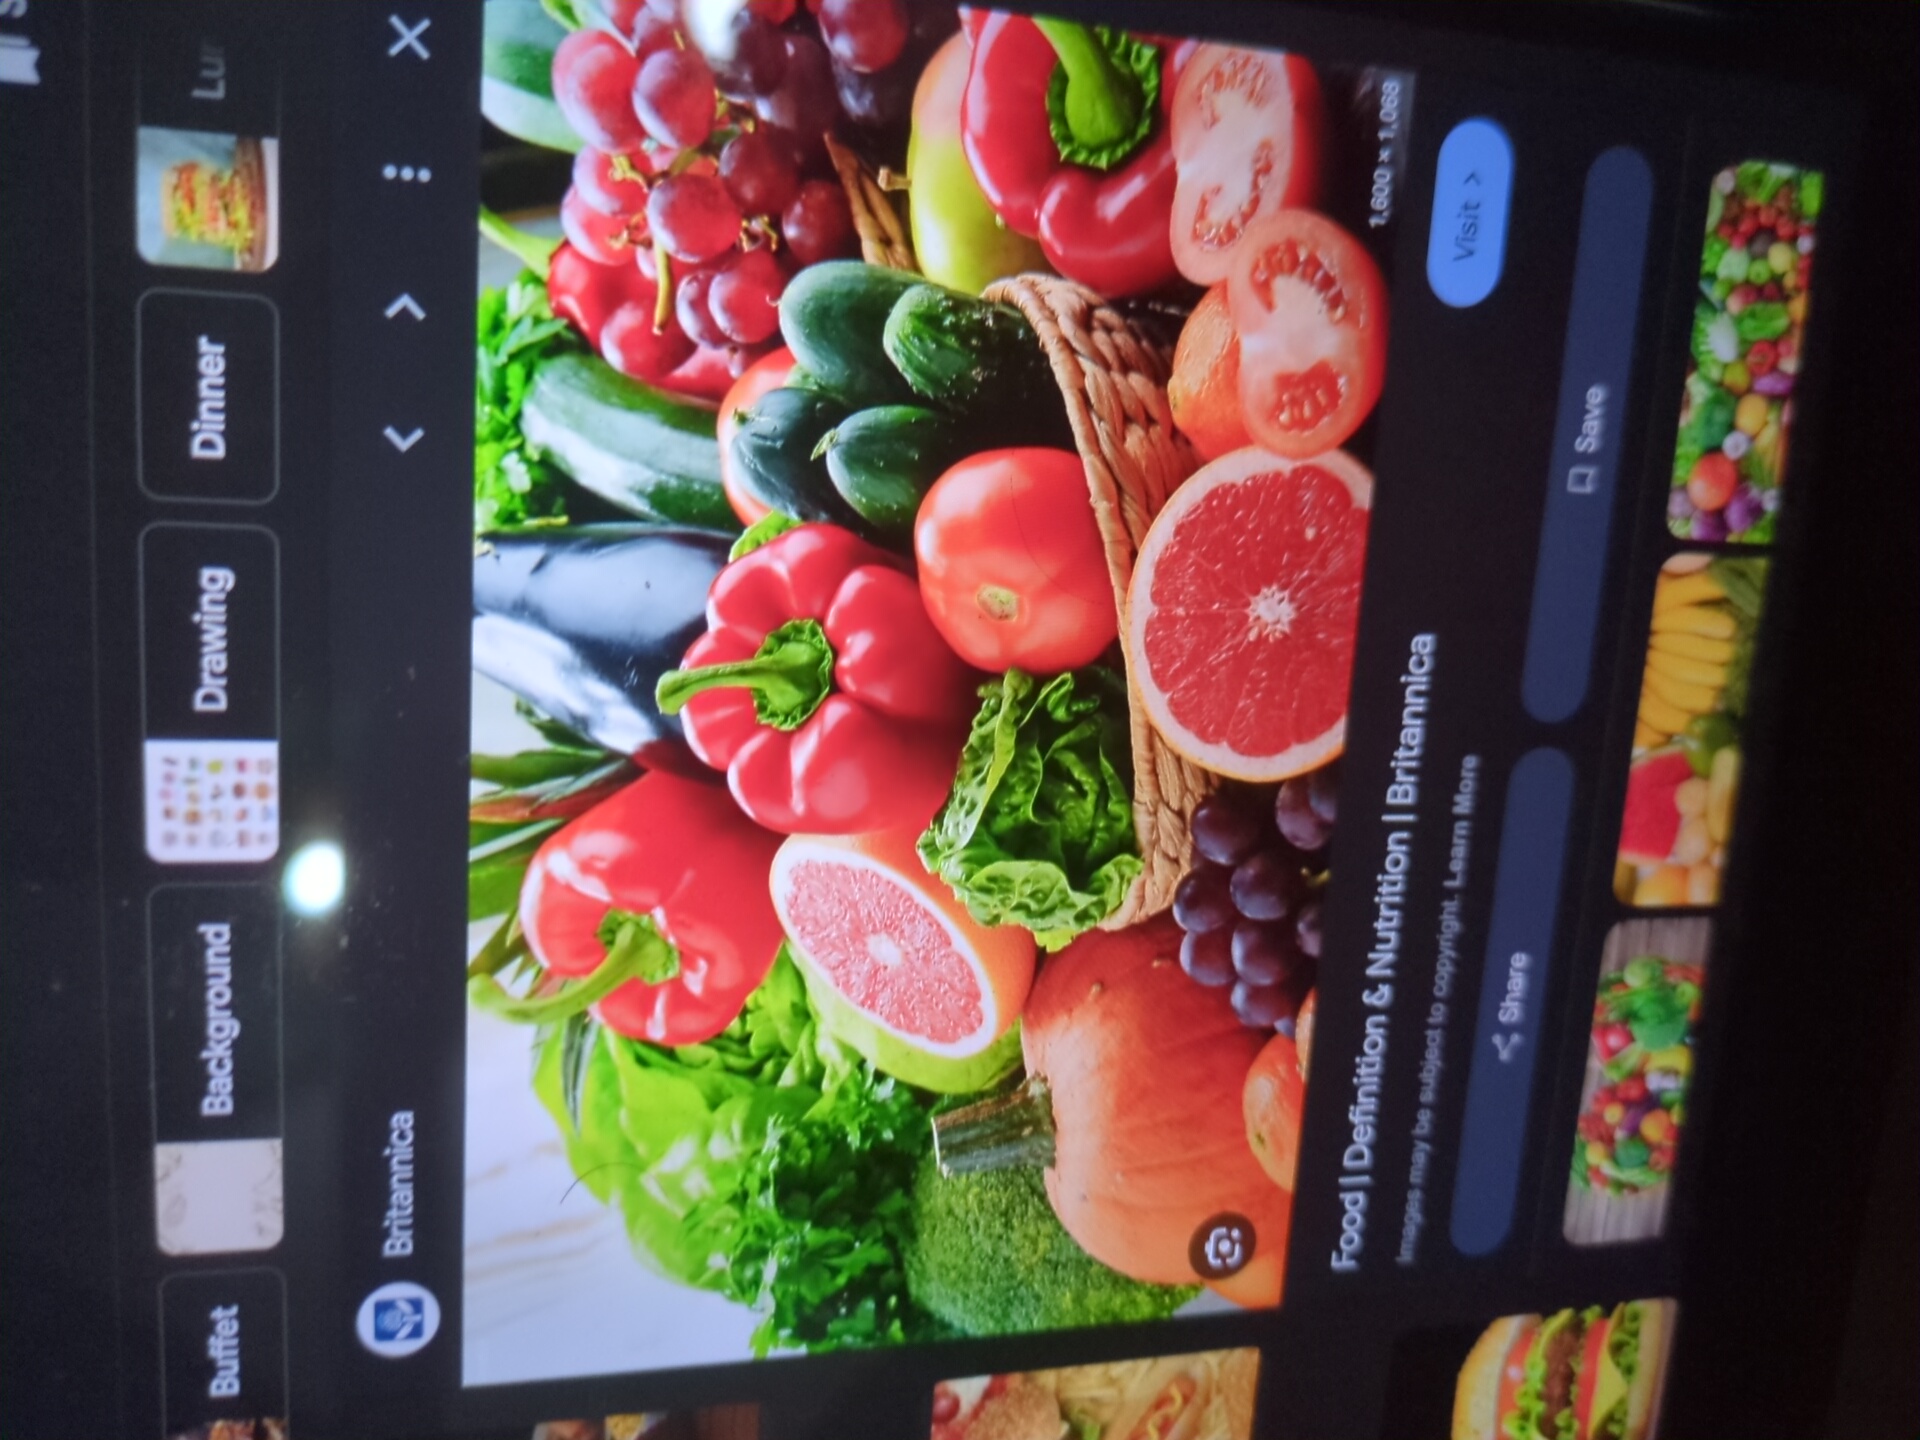 Buffet
Background
Drawing
Dinner
Britannica
1,600 × 1,068
Food | Definition & Nutrition | Britannica
Images may be subject to copyright. Learn More
Visit
Share
Save